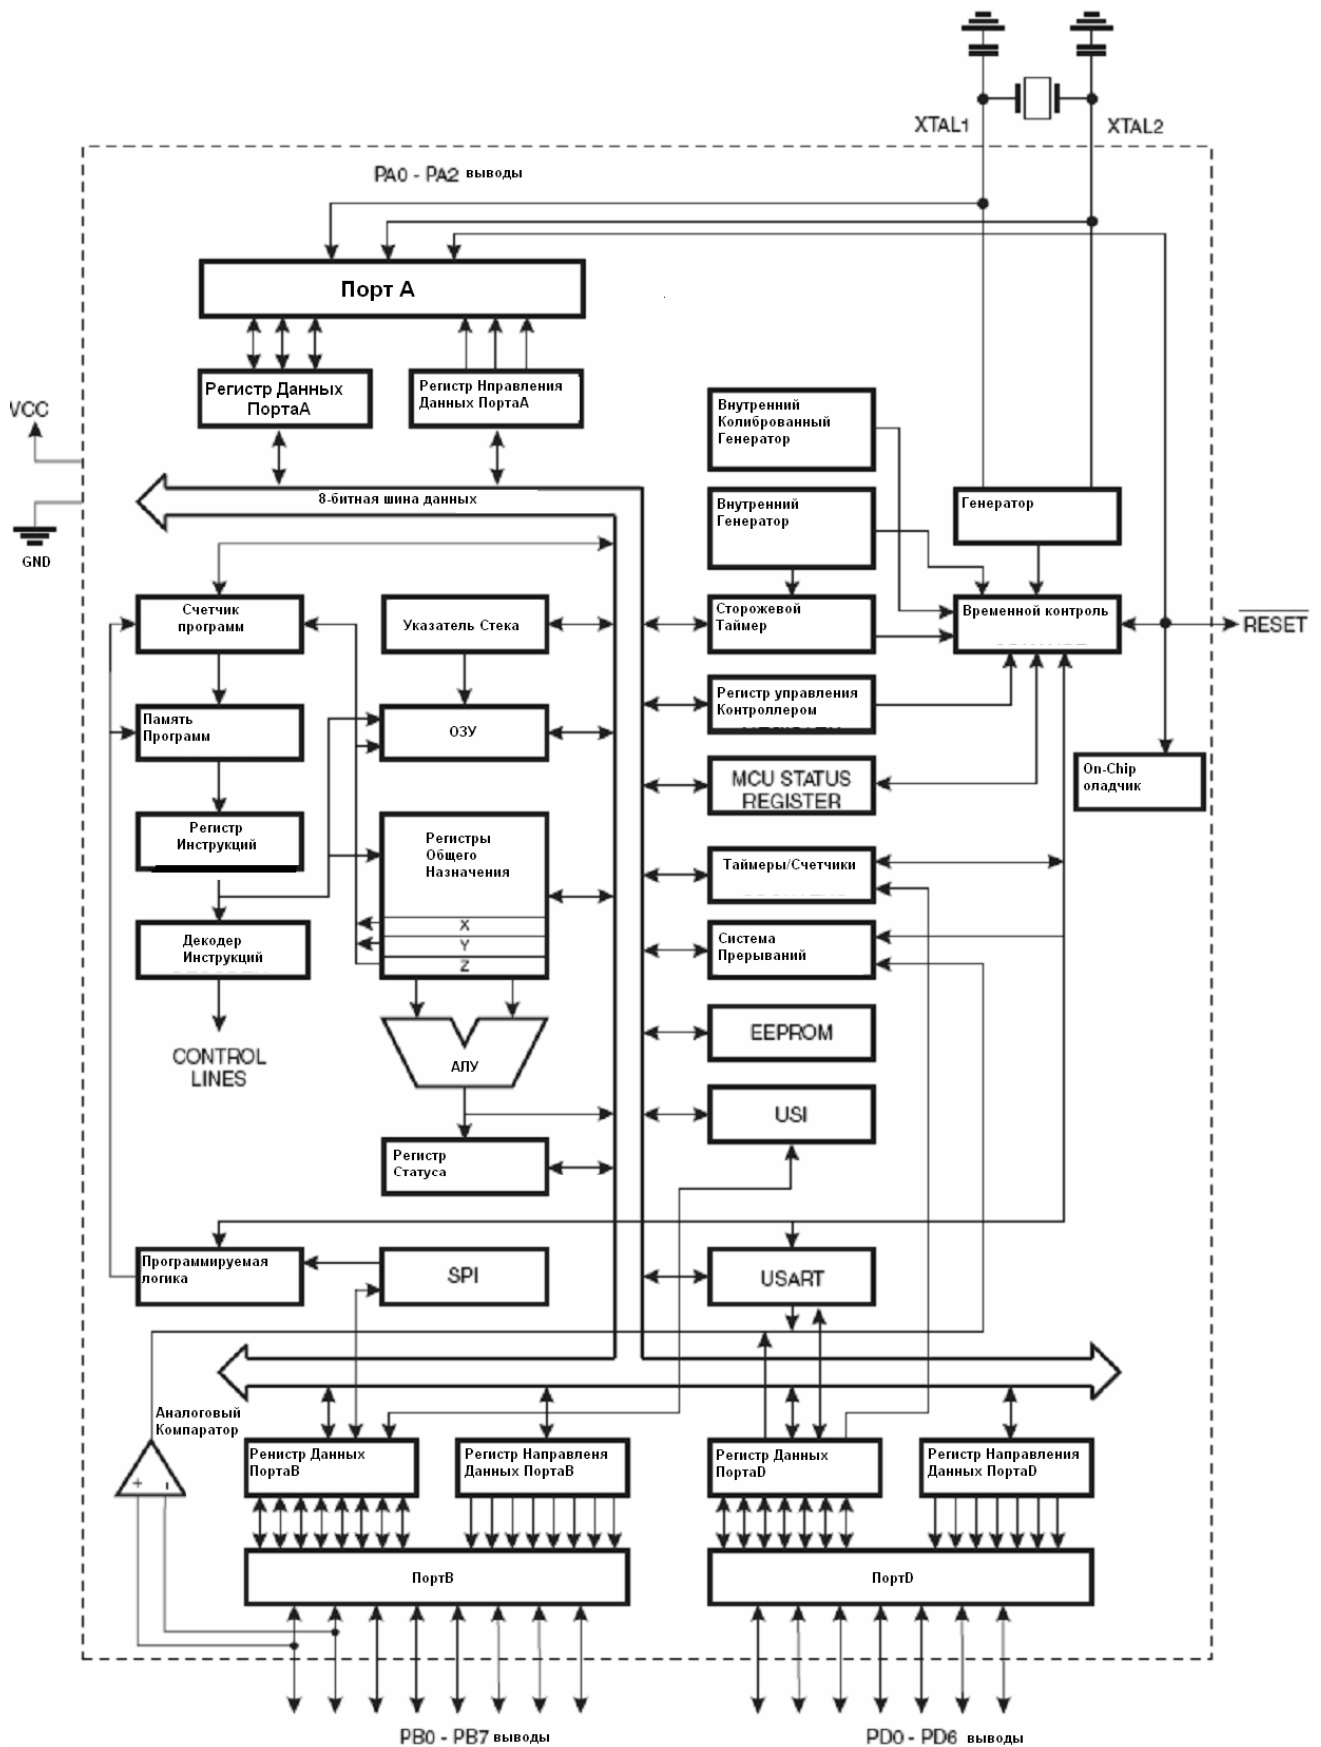 XTAL1
XTAL2
PA0 - PA2 выводы
Порт А
Регистр Данных
ПортаА
Регистр Нправления
Данных ПортаА
VCC
GND
8-битная шина данных
Внутренний
Колиброванный
Генератор
Внутренний
Генератор
Генератор
Счетчик
программ
Указатель Стека
Сторожевой
Таймер
Временной контроль
RESET
Память
Программ
ОЗУ
Регистр управления
Контроллером
MCU STATUS
REGISTER
On-Chip
оладчик
Регистр
Инструкций
Регистры
Общего
Назначения
X
Y
Z
Таймеры/Счетчики
Декодер
Инструкций
Система
Прерываний
CONTROL
LINES
АЛУ
EEPROM
USI
Регистр
Статуса
Программируемая
логика
SPI
USART
Аналоговый
Компаратор
+
-
Ренистр Данных
ПортаВ
Регистр Направленя
Данных ПортаВ
Регистр Данных
ПортаD
Регистр Направления
Данных ПортаD
ПортВ
ПортD
PB0 - PB7 выводы
PD0 - PD6 выводы